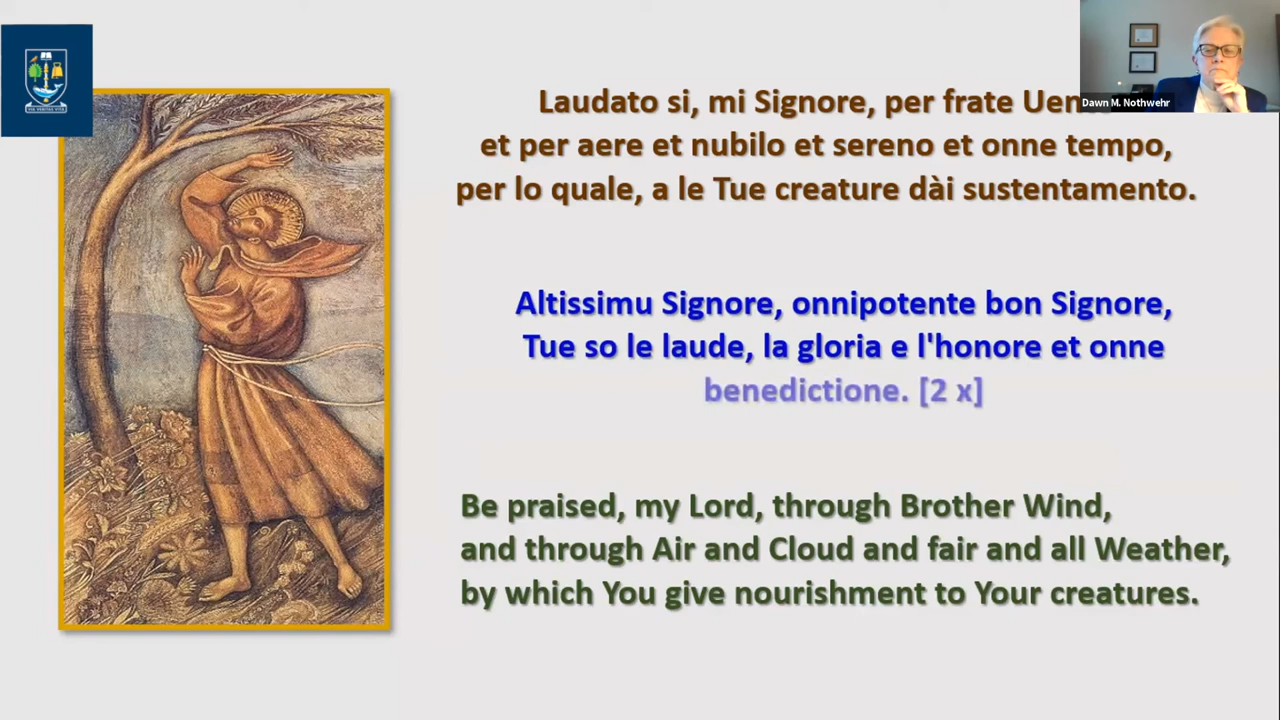 Laudato si, mi Signore, per frate
et per aere et nubilo et sereno et onne tempo,
per lo quale, a le Tue creature dài sustentamento.
Altissimu Signore, onnipotente bon Signore,
Tue so le laude, la gloria e l'honore et onne
benedictione. [2 x]
Be praised, my Lord, through Brother Wind,
and through Air and Cloud and fair and all Weather,
by which You give nourishment to Your creatures.
Dawn M. Nothwehr
VIA VERITAS VITA